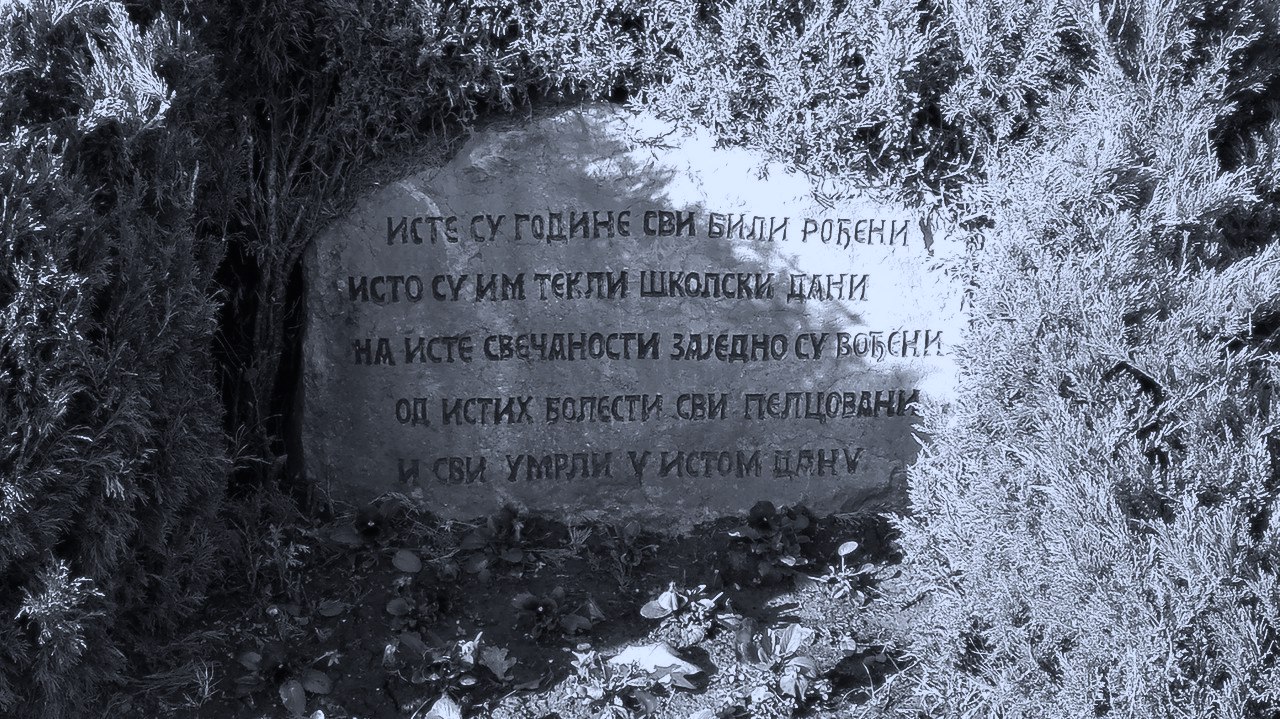 ИСТЕ СУ ГОДИНЕ СВИ БИЛИ РОЂЕНИ
ИСТО СУ ИМ ТЕКЛИ ШКОЛСКИ ДАНИ
НА ИСТЕ СВЕЧАНОСТИ ЗАЈЕДНО СУ ВОЂЕНИ
ОД ИСТИХ БОЛЕСТИ СВИ ПЕЛЦОВАНИ
И СВИ УМРЛИ У ИСТОМ ДАНУ